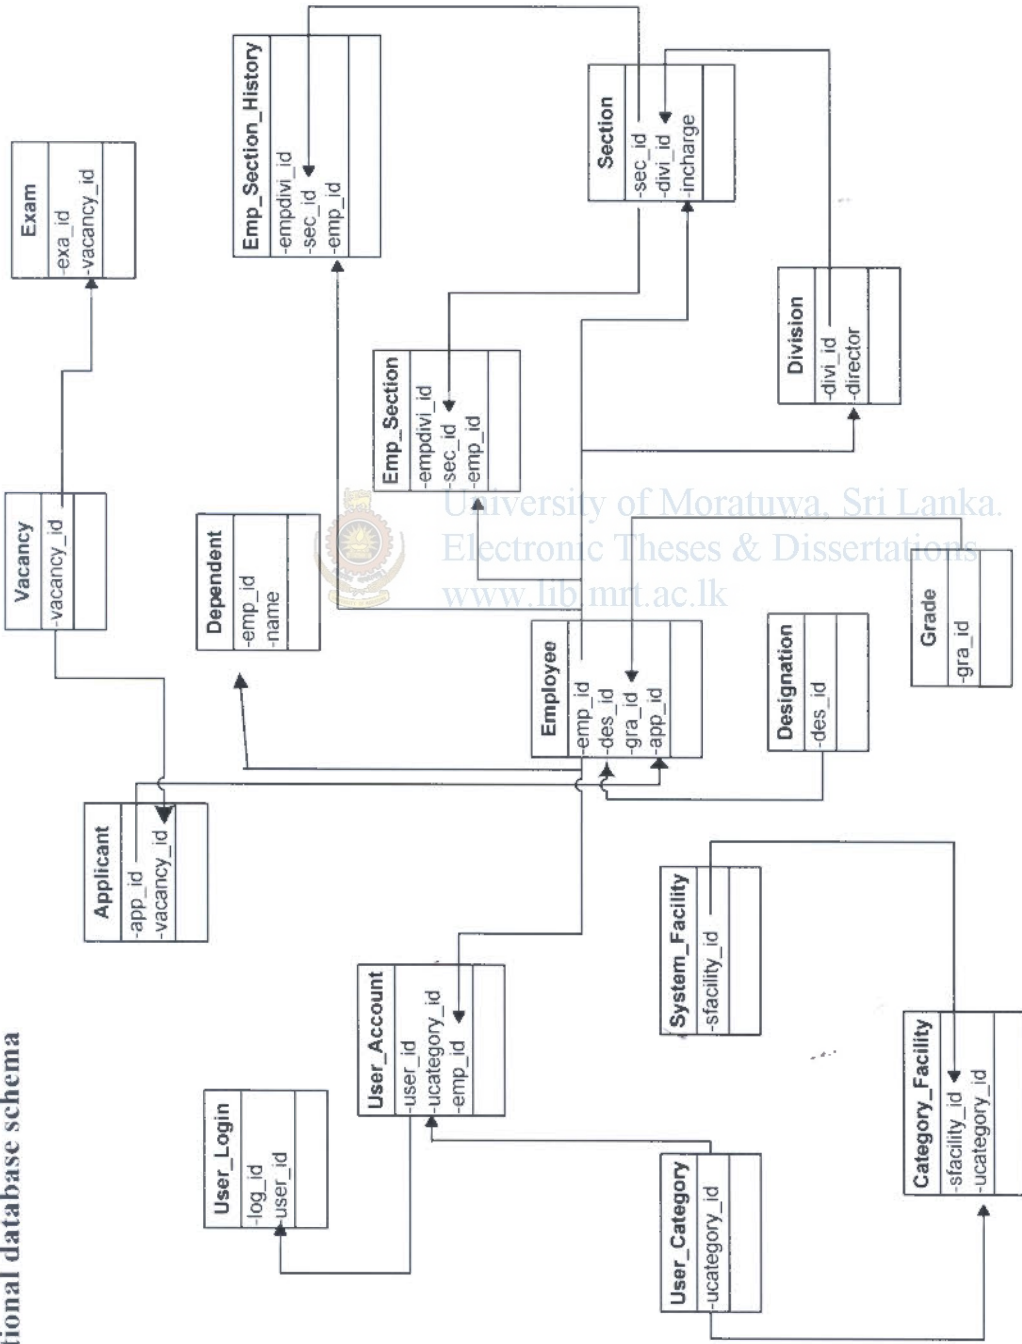 tional database schema
User_Login
-log_id
-user_id
User_Account
-user_id
-ucategory_id
-emp_id
User_Category
-ucategory_id
Category_Facility
-sfacility_id
-ucategory_id
System_Facility
-sfacility_id
Applicant
-app_id
-vacancy_id
Vacancy
-vacancy_id
Exam
-exa_id
-vacancy_id
Dependent
-emp_id
-name
Employee
-emp_id
-des_id
-gra_id
-app_id
Designation
-des_id
Grade
-gra_id
Emp_Section
-empdivi_id
-sec_id
-emp_id
Emp_Section_History
-empdivi_id
-sec_id
-emp_id
Section
-sec_id
-divi_id
-incharge
Division
-divi_id
-director
University of Moratuwa, Sri Lanka.
Electronic Theses & Dissertations
www.lib.mrt.ac.lk